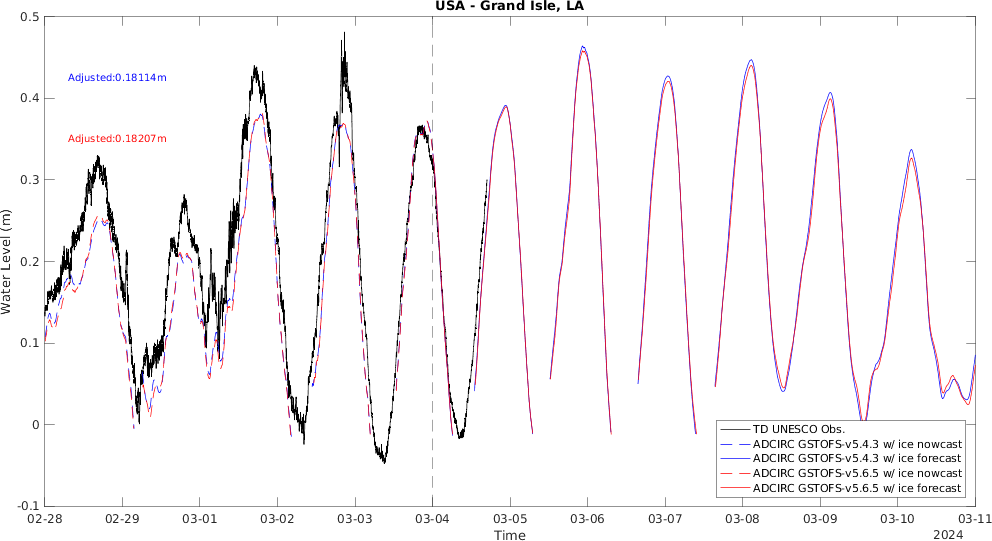 USA - Grand Isle, LA
0.5
0.4
0.3
0.2
0.1
0
-0.1
Water Level (m)
Adjusted:0.18114m
Adjusted:0.18207m
TD UNESCO Obs.
ADCIRC GSTOFS-v5.4.3 w/ ice nowcast
ADCIRC GSTOFS-v5.4.3 w/ ice forecast
ADCIRC GSTOFS-v5.6.5 w/ ice nowcast
ADCIRC GSTOFS-v5.6.5 w/ ice forecast
02-28 02-29 03-01 03-02 03-03 03-04 03-05 03-06 03-07 03-08 03-09 03-10 03-11
Time
2024